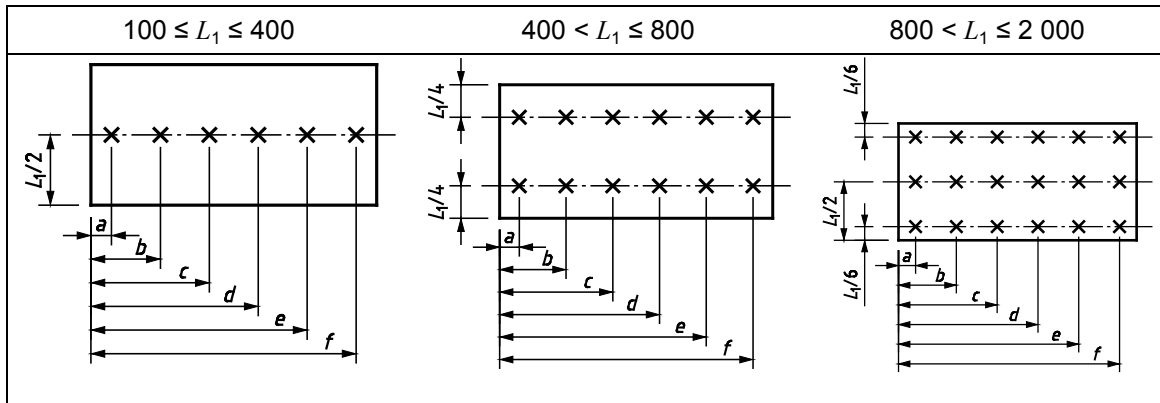 100 ≤ L1 ≤ 400
400 < L1 ≤ 800
800 < L1 ≤ 2 000
L1/2
a
b
c
d
e
f
L1/4
L1/4
a
b
c
d
e
f
L1/6
L1/2
L1/6
a
b
c
d
e
f